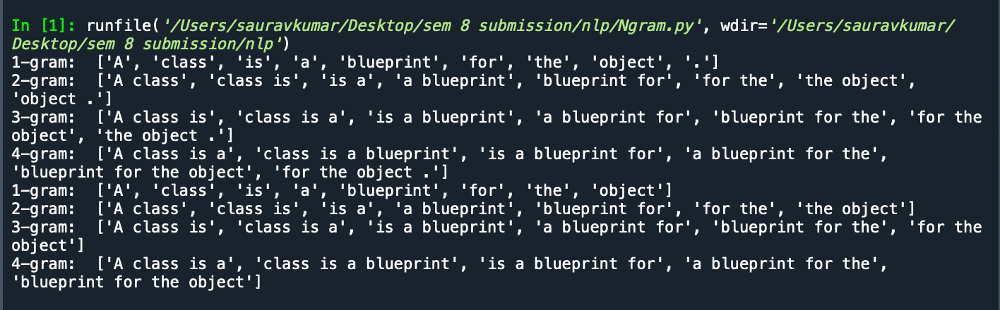 In [1]: runfile('/Users/sauravkumar/Desktop/sem 8 submission/nlp/Ngram.py', wdir='/Users/sauravkumar/
Desktop/sem 8 submission/nlp')
1-gram:  ['A', 'class', 'is', 'a', 'blueprint', 'for', 'the', 'object', '.']
2-gram:  ['A class', 'class is', 'is a', 'a blueprint', 'blueprint for', 'for the', 'the object',
'object .']
3-gram:  ['A class is', 'class is a', 'is a blueprint', 'a blueprint for', 'blueprint for the', 'for the
object', 'the object .']
4-gram:  ['A class is a', 'class is a blueprint', 'is a blueprint for', 'a blueprint for the',
'blueprint for the object', 'for the object .']
1-gram:  ['A', 'class', 'is', 'a', 'blueprint', 'for', 'the', 'object']
2-gram:  ['A class', 'class is', 'is a', 'a blueprint', 'blueprint for', 'for the', 'the object']
3-gram:  ['A class is', 'class is a', 'is a blueprint', 'a blueprint for', 'blueprint for the', 'for the
object']
4-gram:  ['A class is a', 'class is a blueprint', 'is a blueprint for', 'a blueprint for the',
'blueprint for the object']